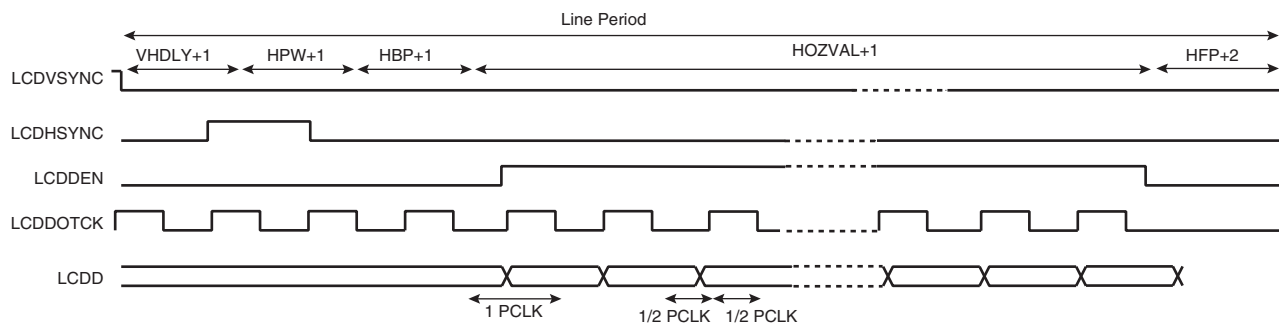 Line Period
VHDLY+1 HPW+1 HBP+1 HOZVAL+1 HFP+2
LCDVSYNC
LCDHSYNC
LCDDEN
LCDDOTCK
LCDD
1 PCLK 1/2 PCLK 1/2 PCLK